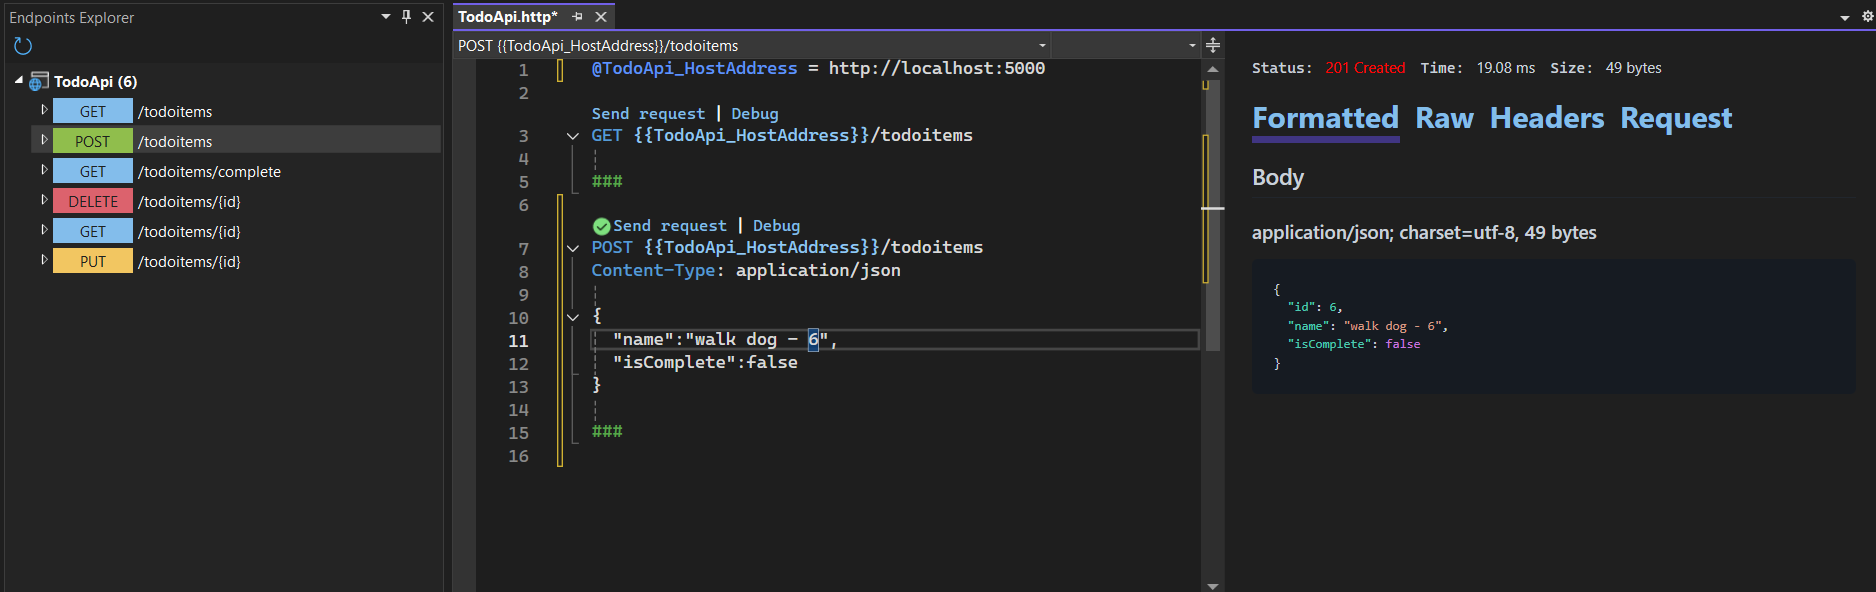 Endpoints Explorer
TodoApi (6)
GET /todoitems
POST /todoitems
GET /todoitems/complete
DELETE /todoitems/{id}
GET /todoitems/{id}
PUT /todoitems/{id}
TodoApi.http*
POST {{TodoApi_HostAddress}}/todoitems
1 @TodoApi_HostAddress = http://localhost:5000
2
Send request | Debug
3 GET {{TodoApi_HostAddress}}/todoitems
4
5 ###
6
Send request | Debug
7 POST {{TodoApi_HostAddress}}/todoitems
8 Content-Type: application/json
9
10 {
11 "name":"walk dog - 6",
12 "isComplete":false
13 }
14
15 ###
16
Status: 201 Created Time: 19.08 ms Size: 49 bytes
Formatted Raw Headers Request
Body
application/json; charset=utf-8, 49 bytes
{
"id": 6,
"name": "walk dog - 6",
"isComplete": false
}